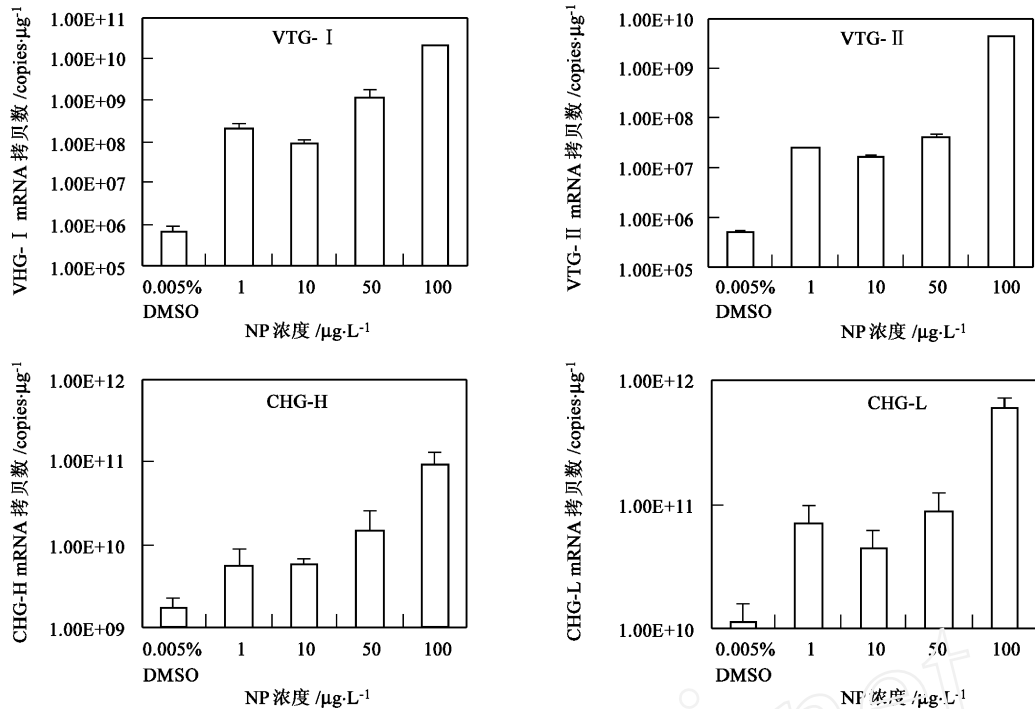 VHG-Ⅰ mRNA 拷贝数 /copies·μg-1
1.00E+11
1.00E+10
1.00E+09
1.00E+08
1.00E+07
1.00E+06
1.00E+05
VTG-Ⅰ
0.005% 1 10 50 100
DMSO
NP 浓度 /μg·L-1
VTG-Ⅱ mRNA 拷贝数 /copies·μg-1
1.00E+10
1.00E+09
1.00E+08
1.00E+07
1.00E+06
1.00E+05
VTG-Ⅱ
0.005% 1 10 50 100
DMSO
NP 浓度 /μg·L-1
CHG-H mRNA 拷贝数 /copies·μg-1
1.00E+12
1.00E+11
1.00E+10
1.00E+09
CHG-H
0.005% 1 10 50 100
DMSO
NP 浓度 /μg·L-1
CHG-L mRNA 拷贝数 /copies·μg-1
1.00E+12
1.00E+11
1.00E+10
CHG-L
0.005% 1 10 50 100
DMSO
NP 浓度 /μg·L-1